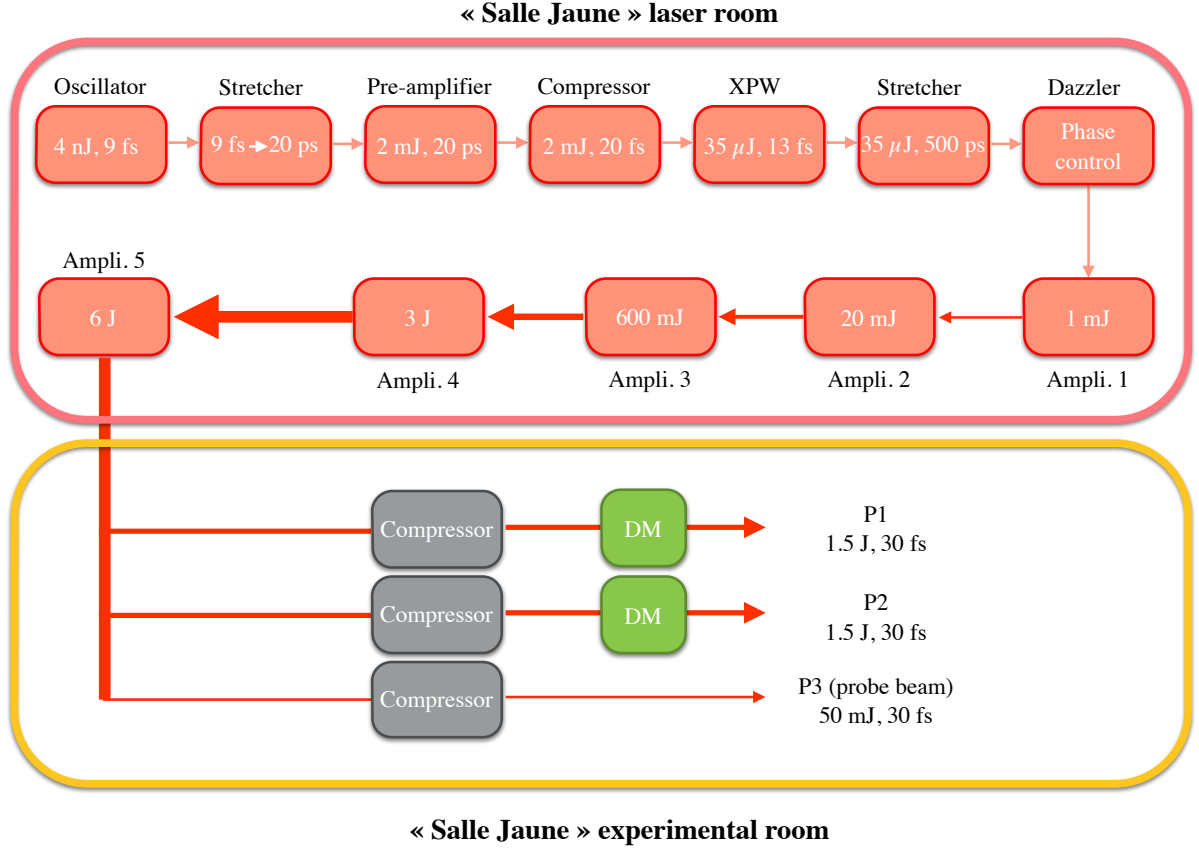 « Salle Jaune » laser room
Oscillator
Stretcher
Pre-amplifier
Compressor
XPW
Stretcher
Dazzler
4 nJ, 9 fs
9 fs → 20 ps
2 mJ, 20 ps
2 mJ, 20 fs
35 µJ, 13 fs
35 µJ, 500 ps
Phase
control
Ampli. 5
6 J
3 J
600 mJ
20 mJ
1 mJ
Ampli. 4
Ampli. 3
Ampli. 2
Ampli. 1
Compressor
DM
P1
1.5 J, 30 fs
Compressor
DM
P2
1.5 J, 30 fs
Compressor
P3 (probe beam)
50 mJ, 30 fs
« Salle Jaune » experimental room